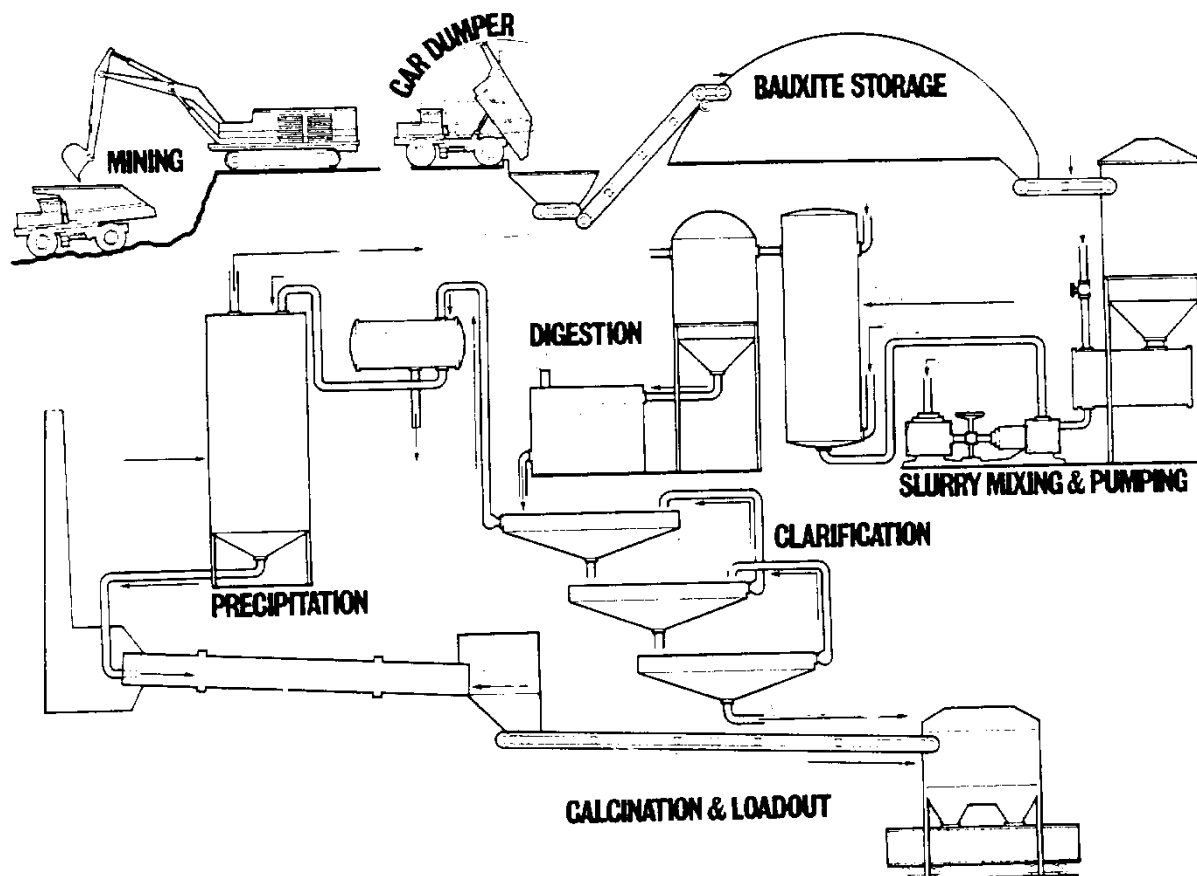 CAR DUMPER
BAUXITE STORAGE
MINING
DIGESTION
SLURRY MIXING & PUMPING
CLARIFICATION
PRECIPITATION
CALCINATION & LOADOUT